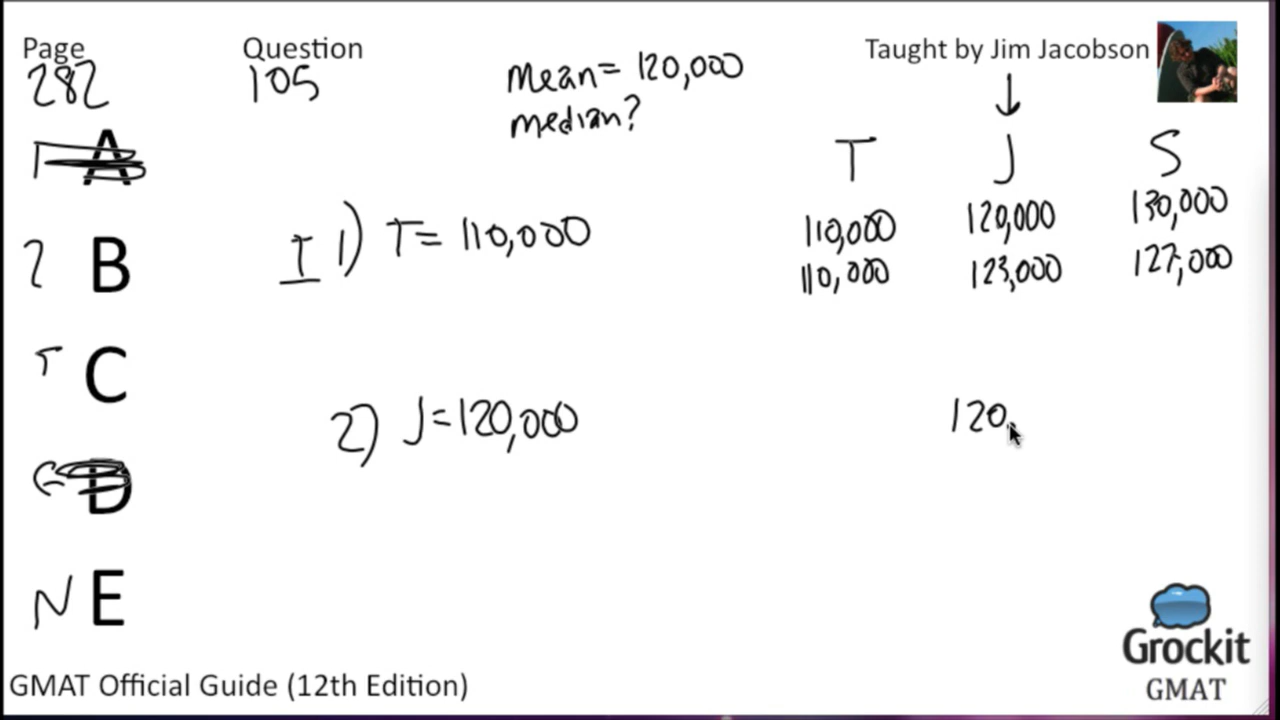 Page Question Taught by Jim Jacobson
282 105
Mean = 120,000
median?
T J S
110,000 120,000 130,000
110,000 123,000 127,000
1 A
2 B
T C
E D
N E
I 1) T = 110,000
2) J = 120,000
120,
Grockit
GMAT
GMAT Official Guide (12th Edition)